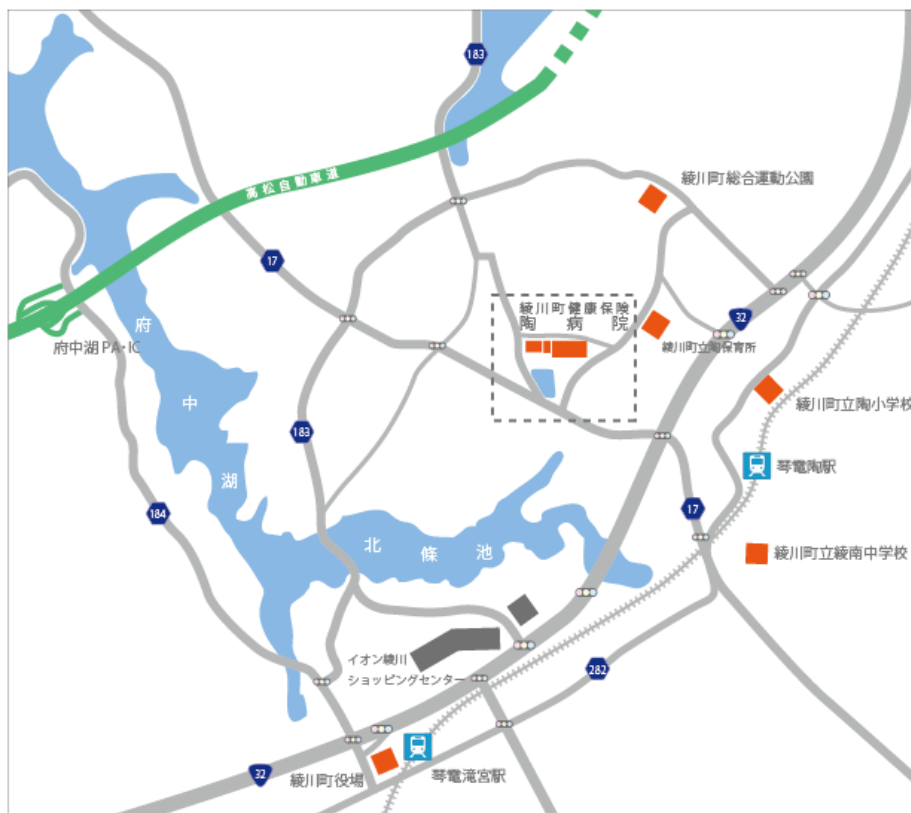 183
高松自動車道
綾川町総合運動公園
17
綾川町健康保険
陶病院
32
綾川町立陶保育所
府中湖PA・IC
府中湖
綾川町立陶小学校
183
琴電陶駅
184
17
北條池
綾川町立綾南中学校
イオン綾川
ショッピングセンター
282
32
綾川町役場
琴電滝宮駅